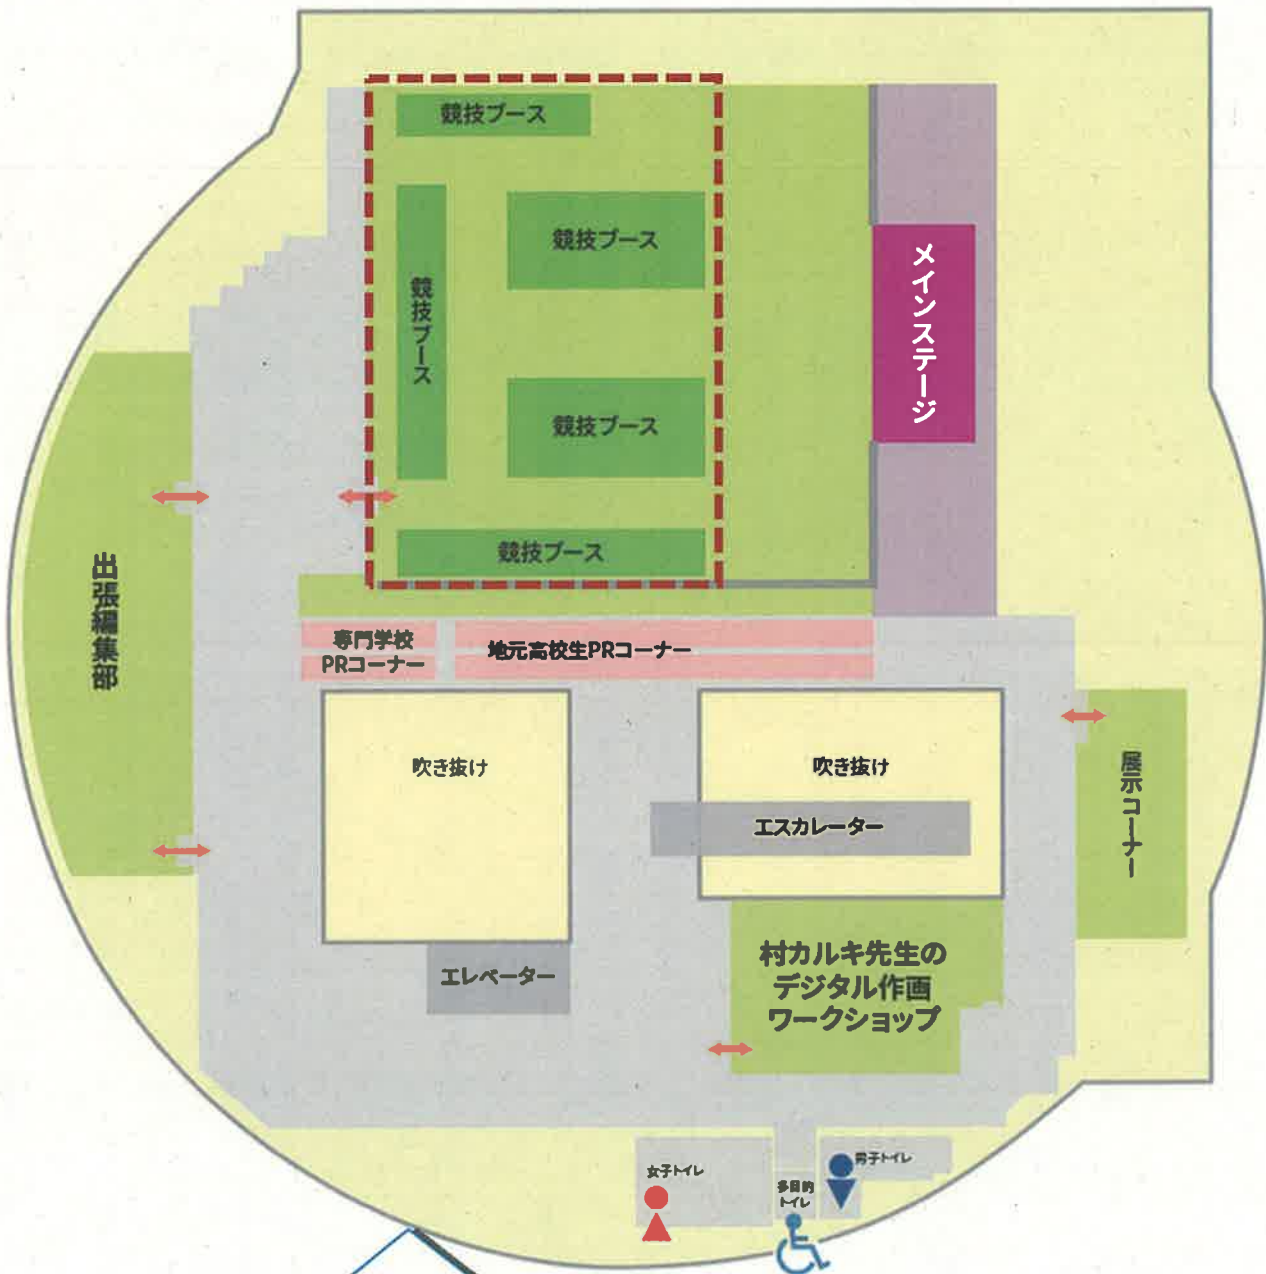 競技ブース
競技ブース
競技ブース
メインステージ
競技ブース
競技ブース
出張編集部
専門学校
PRコーナー
地元高校生PRコーナー
吹き抜け
吹き抜け
エスカレーター
展示コーナー
エレベーター
村カルキ先生の
デジタル作画
ワークショップ
女子トイレ
多目的
トイレ
男子トイレ